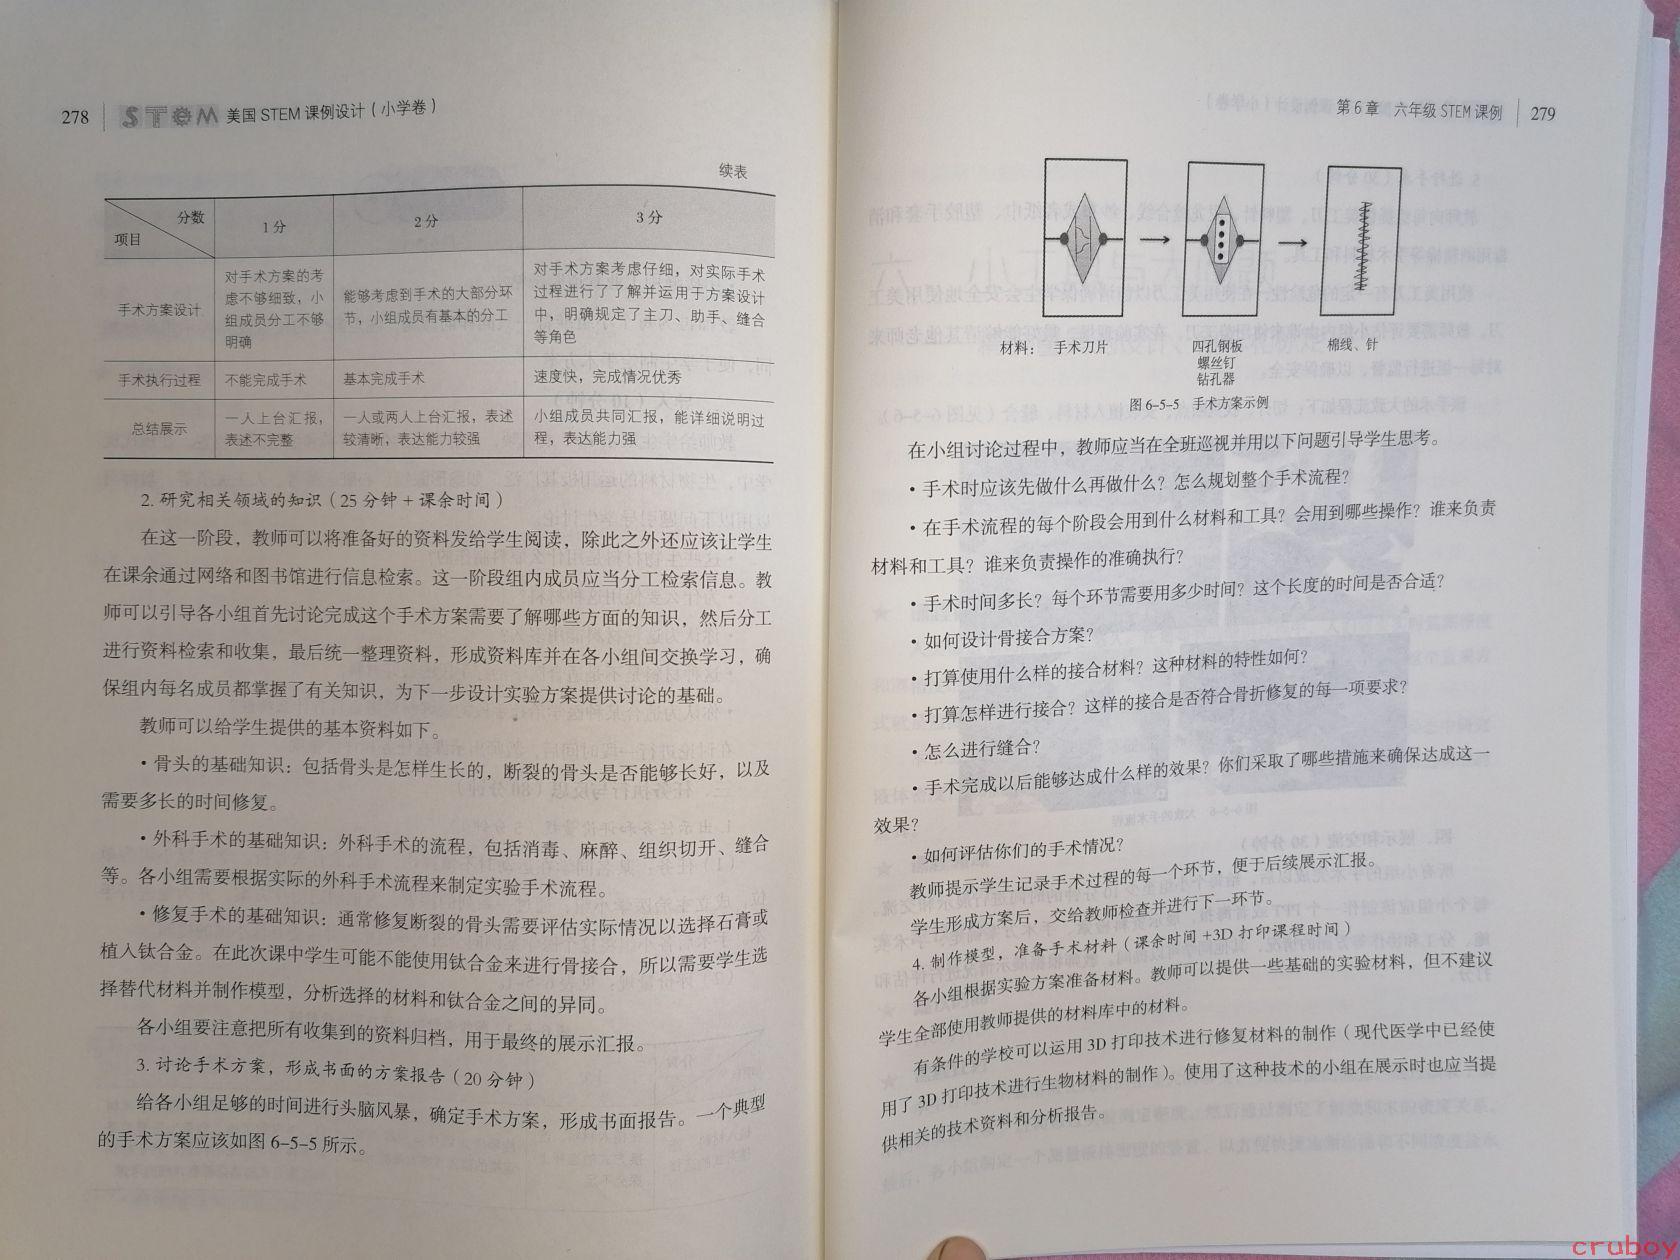 278 STEM 美国 STEM 课例设计（小学卷）
续表
分数
项目
1 分
2 分
3 分
手术方案设计
对手术方案的考
虑不够细致，小
组成员分工不够
明确
能够考虑到手术的大部分环
节，小组成员有基本的分工
对手术方案考虑仔细，对实际手术
过程进行了了解并运用于方案设计
中，明确规定了主刀、助手、缝合
等角色
手术执行过程
不能完成手术
基本完成手术
速度快，完成情况优秀
总结展示
一人上台汇报，
表述不完整
一人或两人上台汇报，表述
较清晰，表达能力较强
小组成员共同汇报，能详细说明过
程，表达能力强
2. 研究相关领域的知识（25 分钟 + 课余时间）
在这一阶段，教师可以将准备好的资料发给学生阅读，除此之外还应该让学生
在课余通过网络和图书馆进行信息检索。这一阶段组内成员应当分工检索信息。教
师可以引导各小组首先讨论完成这个手术方案需要了解哪些方面的知识，然后分工
进行资料检索和收集，最后统一整理资料，形成资料库并在各小组间交换学习，确
保组内每名成员都掌握了有关知识，为下一步设计实验方案提供讨论的基础。
教师可以给学生提供的基本资料如下。
·骨头的基础知识：包括骨头是怎样生长的，断裂的骨头是否能够长好，以及
需要多长的时间修复。
·外科手术的基础知识：外科手术的流程，包括消毒、麻醉、组织切开、缝合
等。各小组需要根据实际的外科手术流程来制定实验手术流程。
·修复手术的基础知识：通常修复断裂的骨头需要评估实际情况以选择石膏或
植入钛合金。在此次课中学生可能不能使用钛合金来进行骨接合，所以需要学生选
择替代材料并制作模型，分析选择的材料和钛合金之间的异同。
各小组要注意把所有收集到的资料归档，用于最终的展示汇报。
3. 讨论手术方案，形成书面的方案报告（20 分钟）
给各小组足够的时间进行头脑风暴，确定手术方案，形成书面报告。一个典型
的手术方案应该如图 6-5-5 所示。
第 6 章 六年级 STEM 课例 279
材料： 手术刀片
四孔钢板
螺丝钉
钻孔器
棉线、针
图 6-5-5 手术方案示例
在小组讨论过程中，教师应当在全班巡视并用以下问题引导学生思考。
·手术时应该先做什么再做什么？怎么规划整个手术流程？
·在手术流程的每个阶段会用到什么材料和工具？会用到哪些操作？谁来负责
材料和工具？谁来负责操作的准确执行？
·手术时间多长？每个环节需要用多少时间？这个长度的时间是否合适？
·如何设计骨接合方案？
·打算使用什么样的接合材料？这种材料的特性如何？
·打算怎样进行接合？这样的接合是否符合骨折修复的每一项要求？
·怎么进行缝合？
·手术完成以后能够达成什么样的效果？你们采取了哪些措施来确保达成这一
效果？
·如何评估你们的手术情况？
教师提示学生记录手术过程的每一个环节，便于后续展示汇报。
学生形成方案后，交给教师检查并进行下一环节。
4. 制作模型，准备手术材料（课余时间 +3D 打印课程时间）
各小组根据实验方案准备材料。教师可以提供一些基础的实验材料，但不建议
学生全部使用教师提供的材料库中的材料。
有条件的学校可以运用 3D 打印技术进行修复材料的制作（现代医学中已经使
用了 3D 打印技术进行生物材料的制作）。使用了这种技术的小组在展示时也应当提
供相关的技术资料和分析报告。
cruboy